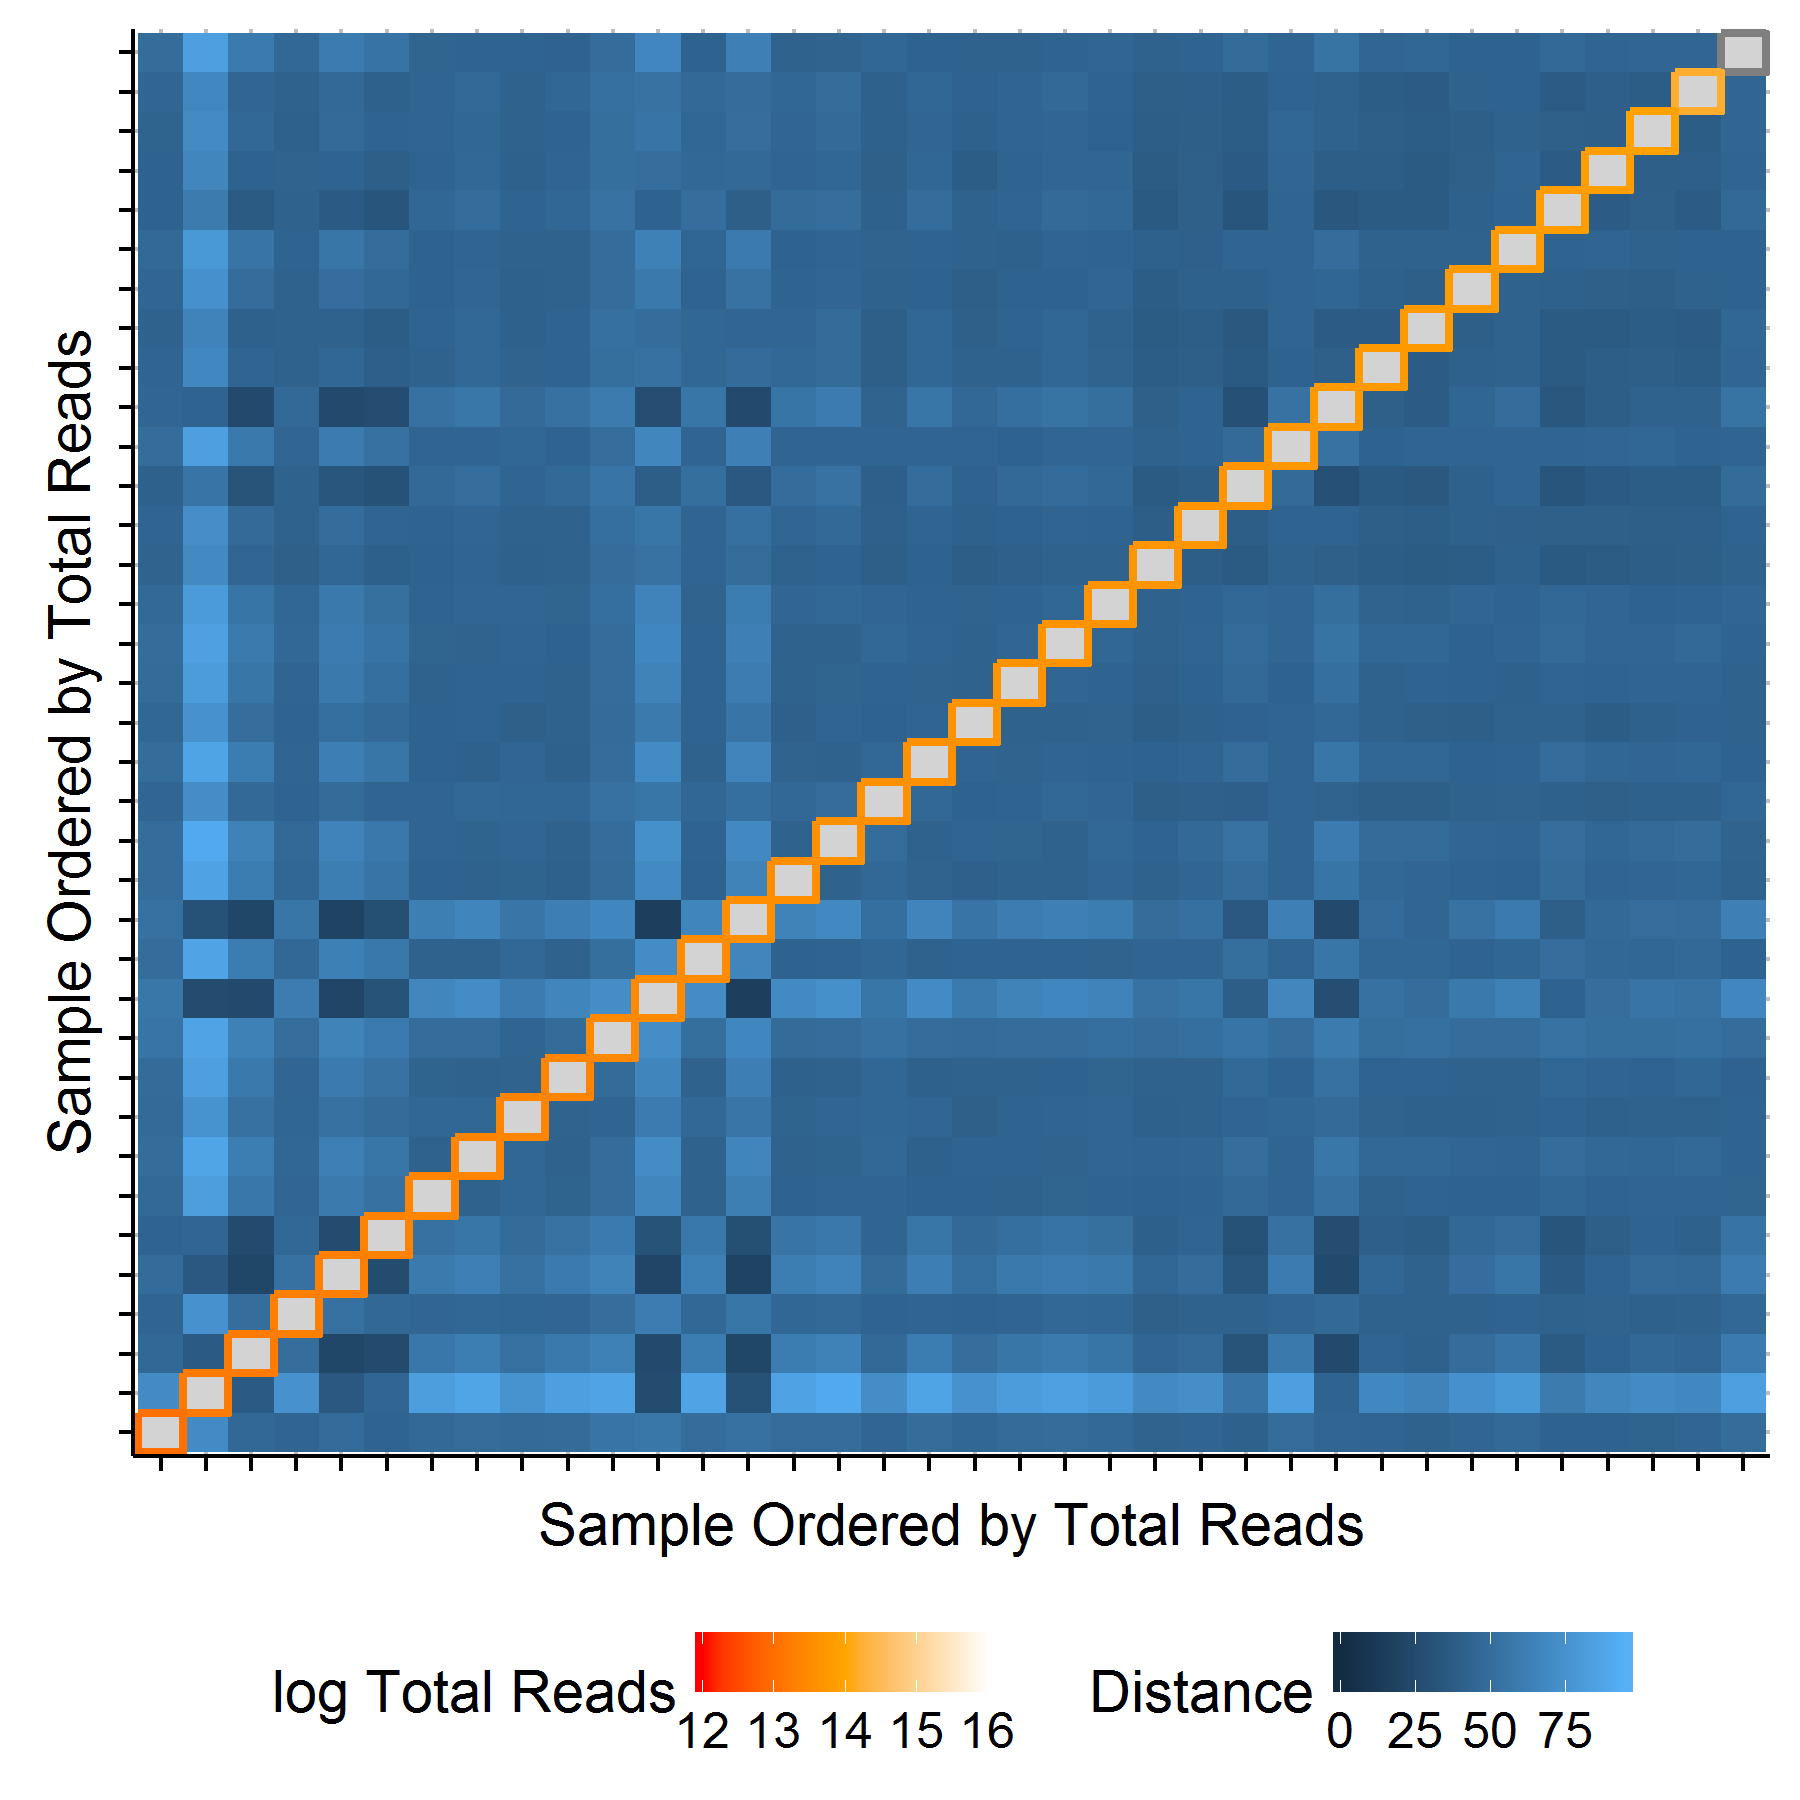 Sample Ordered by Total Reads
Sample Ordered by Total Reads
log Total Reads
12 13 14 15 16
Distance
0 25 50 75